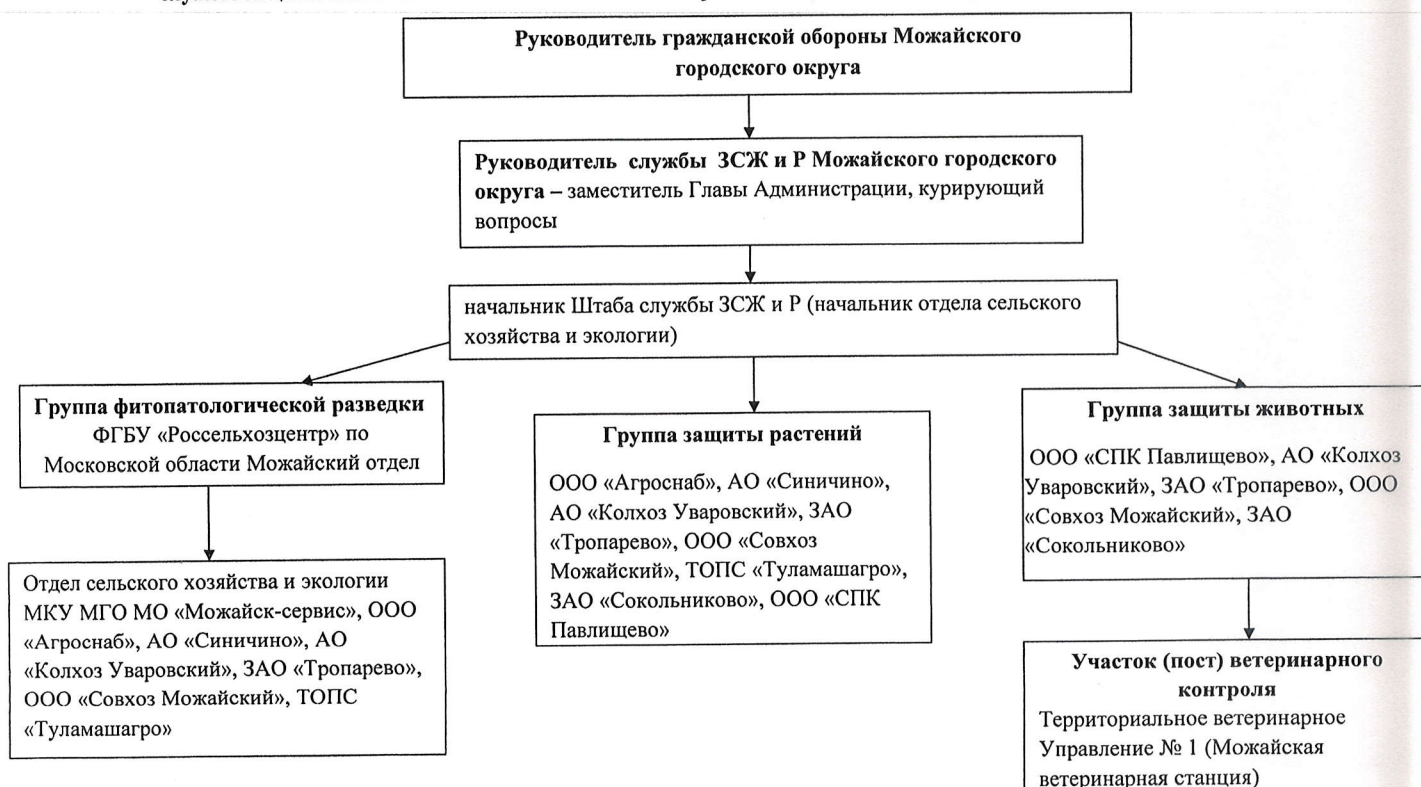 Руководитель гражданской обороны Можайского
городского округа
Руководитель службы ЗСЖ и Р Можайского городского
округа – заместитель Главы Администрации, курирующий
вопросы
начальник Штаба службы ЗСЖ и Р (начальник отдела сельского
хозяйства и экологии)
Группа фитопатологической разведки
ФГБУ «Россельхозцентр» по
Московской области Можайский отдел
Отдел сельского хозяйства и экологии
МКУ МГО МО «Можайск-сервис», ООО
«Агроснаб», АО «Синичино», АО
«Колхоз Уваровский», ЗАО «Тропарево»,
ООО «Совхоз Можайский», ТОПС
«Туламашагро»
Группа защиты растений
ООО «Агроснаб», АО «Синичино»,
АО «Колхоз Уваровский», ЗАО
«Тропарево», ООО «Совхоз
Можайский», ТОПС «Туламашагро»,
ЗАО «Сокольниково», ООО «СПК
Павлищево»
Группа защиты животных
ООО «СПК Павлищево», АО «Колхоз
Уваровский», ЗАО «Тропарево», ООО
«Совхоз Можайский», ЗАО
«Сокольниково»
Участок (пост) ветеринарного
контроля
Территориальное ветеринарное
Управление № 1 (Можайская
ветеринарная станция)